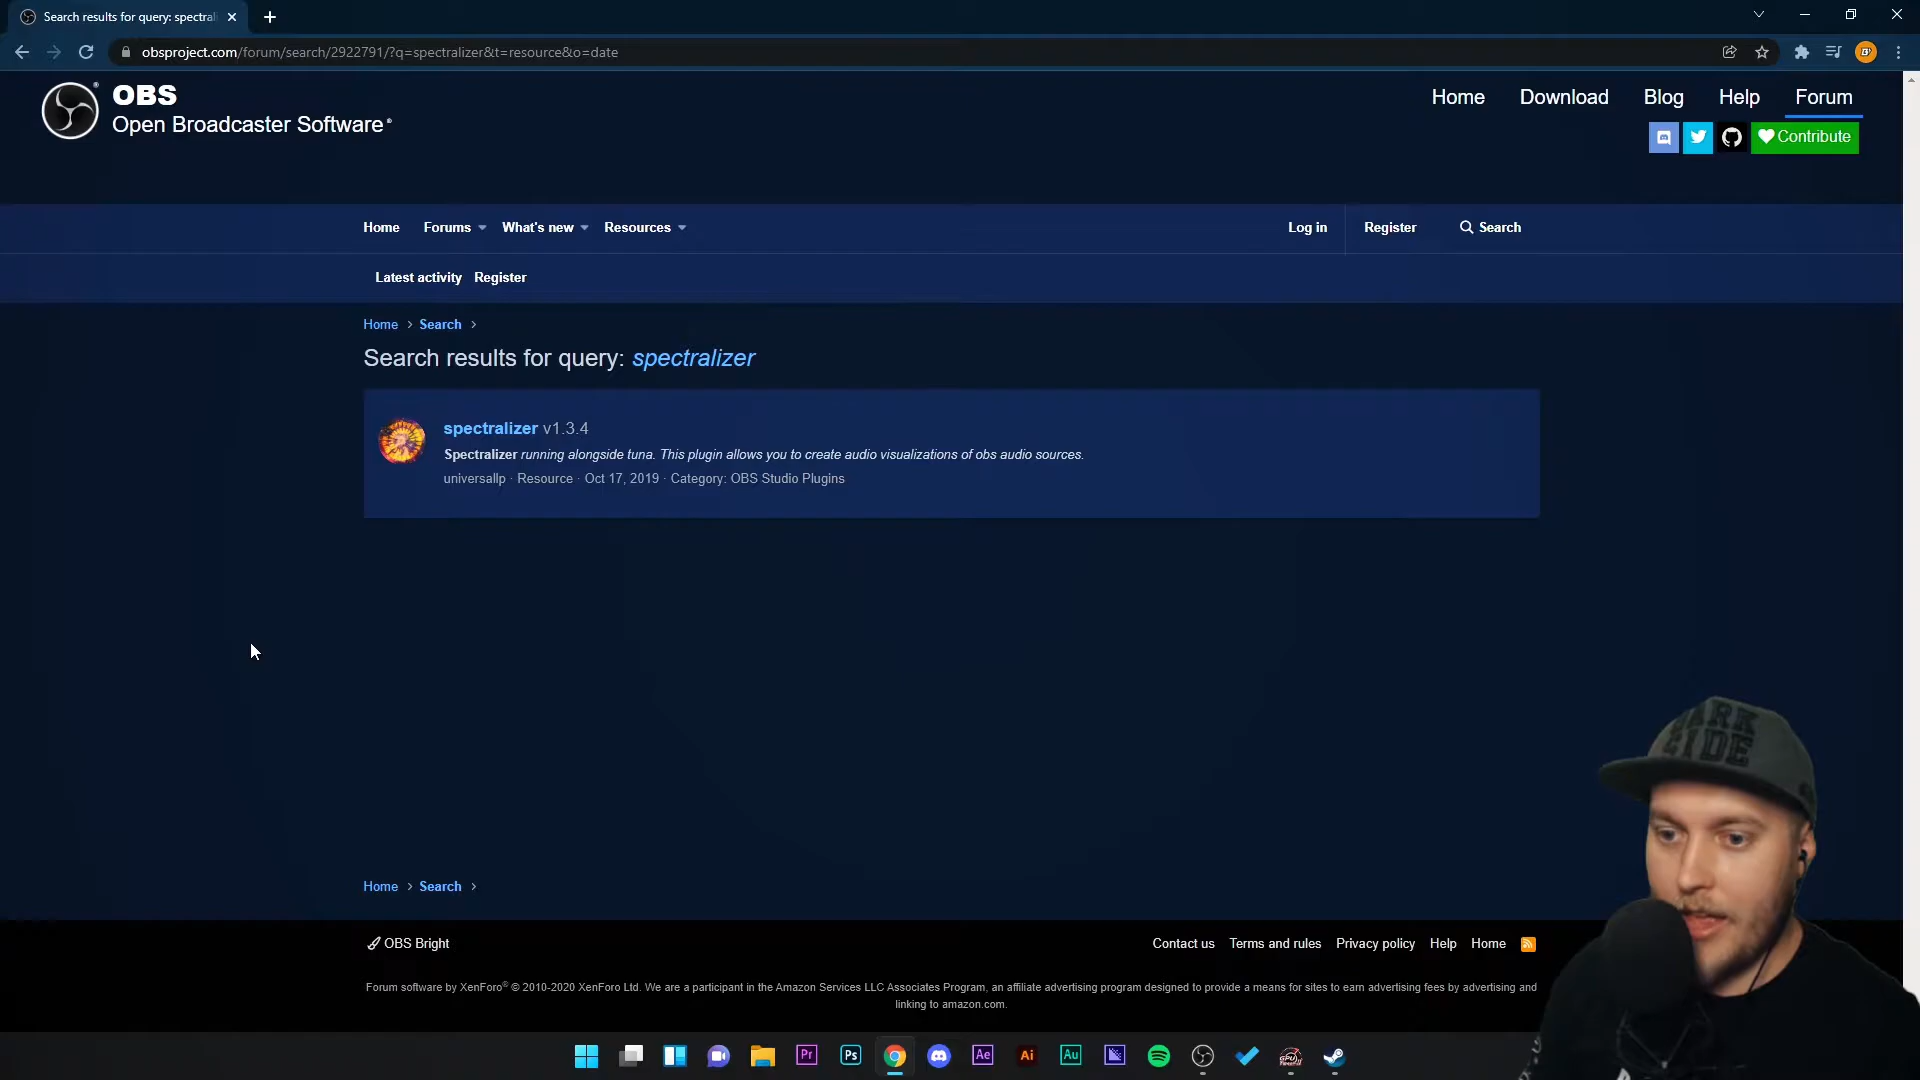 Search results for query: spectral
obsproject.com/forum/search/2922791/?q=spectralizer&t=resource&o=date
OBS
Open Broadcaster Software®
Home Download Blog Help Forum
Contribute
Home Forums What's new Resources Log in Register Search
Latest activity Register
Home > Search >
Search results for query: spectralizer
spectralizer v1.3.4
Spectralizer running alongside tuna. This plugin allows you to create audio visualizations of obs audio sources.
universallp · Resource · Oct 17, 2019 · Category: OBS Studio Plugins
Home > Search >
OBS Bright Contact us Terms and rules Privacy policy Help Home
Forum software by XenForo® © 2010-2020 XenForo Ltd. We are a participant in the Amazon Services LLC Associates Program, an affiliate advertising program designed to provide a means for sites to earn advertising fees by advertising and
linking to amazon.com.
Pr Ps Ae Ai Au GPU